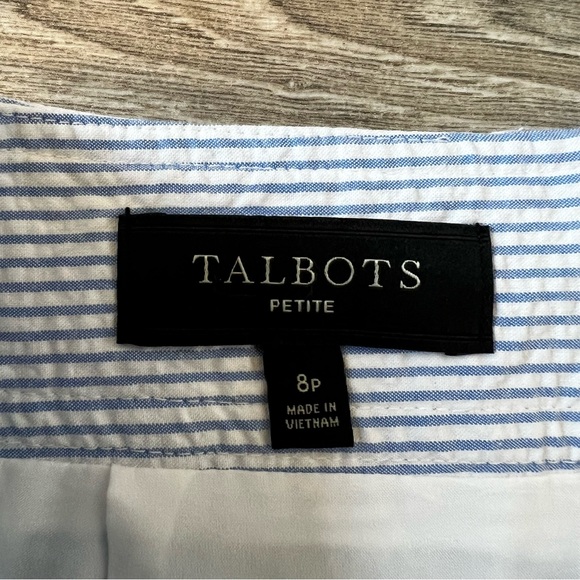 TALBOTS
PETITE
8P
MADE IN
VIETNAM